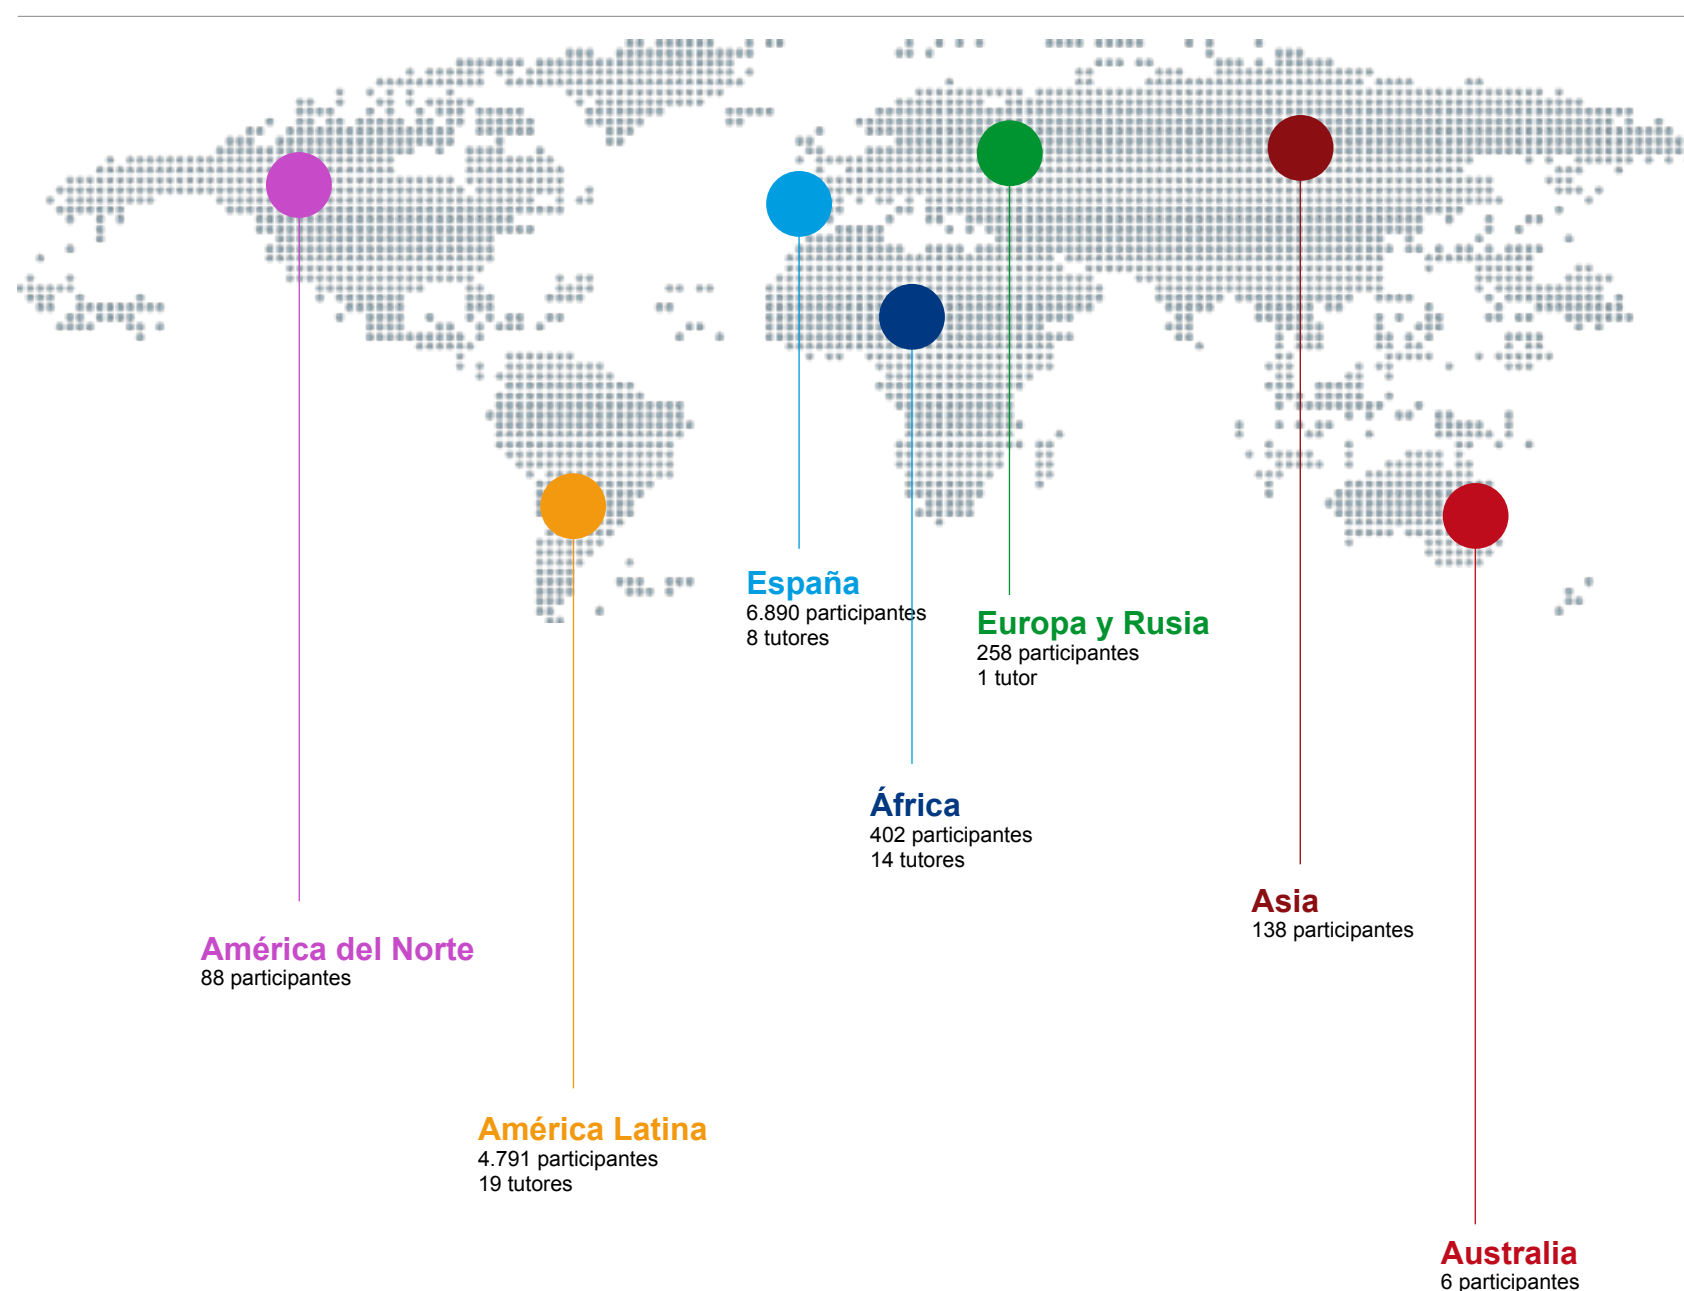 España
6.890 participantes
8 tutores
Europa y Rusia
258 participantes
1 tutor
África
402 participantes
14 tutores
Asia
138 participantes
América del Norte
88 participantes
América Latina
4.791 participantes
19 tutores
Australia
6 participantes